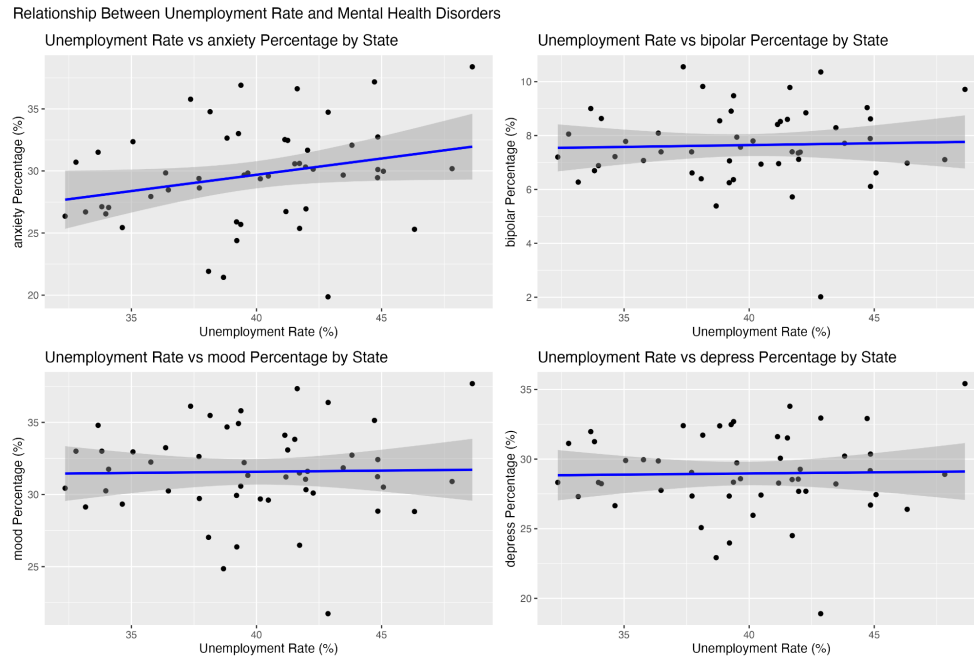 Relationship Between Unemployment Rate and Mental Health Disorders
Unemployment Rate vs anxiety Percentage by State
anxiety Percentage (%)
35
30
25
20
35
40
45
Unemployment Rate (%)
Unemployment Rate vs bipolar Percentage by State
bipolar Percentage (%)
10
8
6
4
2
35
40
45
Unemployment Rate (%)
Unemployment Rate vs mood Percentage by State
mood Percentage (%)
35
30
25
35
40
45
Unemployment Rate (%)
Unemployment Rate vs depress Percentage by State
depress Percentage (%)
35
30
25
20
35
40
45
Unemployment Rate (%)